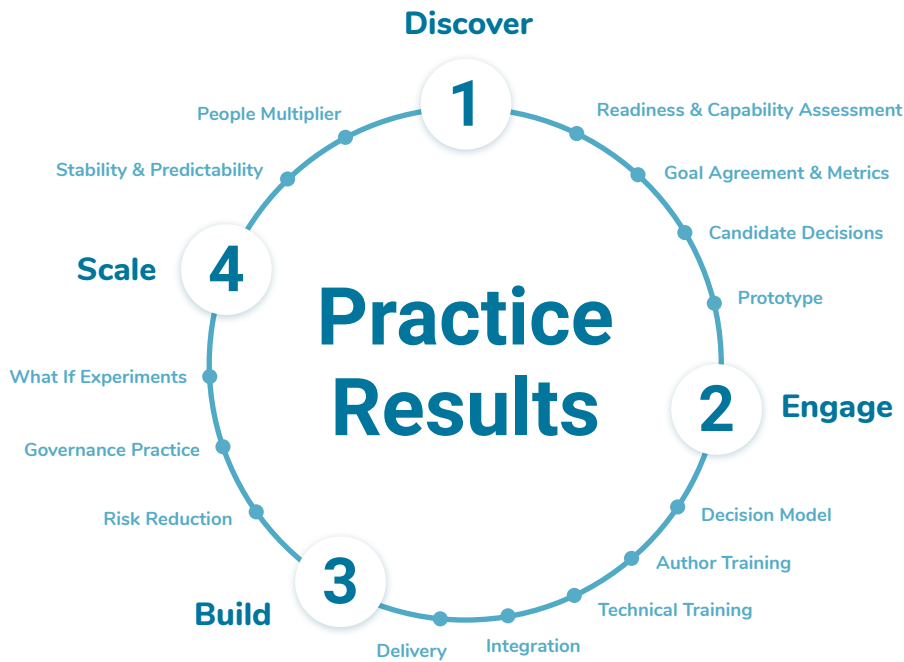 Discover
1
Readiness & Capability Assessment
Goal Agreement & Metrics
Candidate Decisions
Prototype
2
Engage
Decision Model
Author Training
Technical Training
Integration
Delivery
3
Build
Risk Reduction
Governance Practice
What If Experiments
4
Scale
Stability & Predictability
People Multiplier
Practice
Results